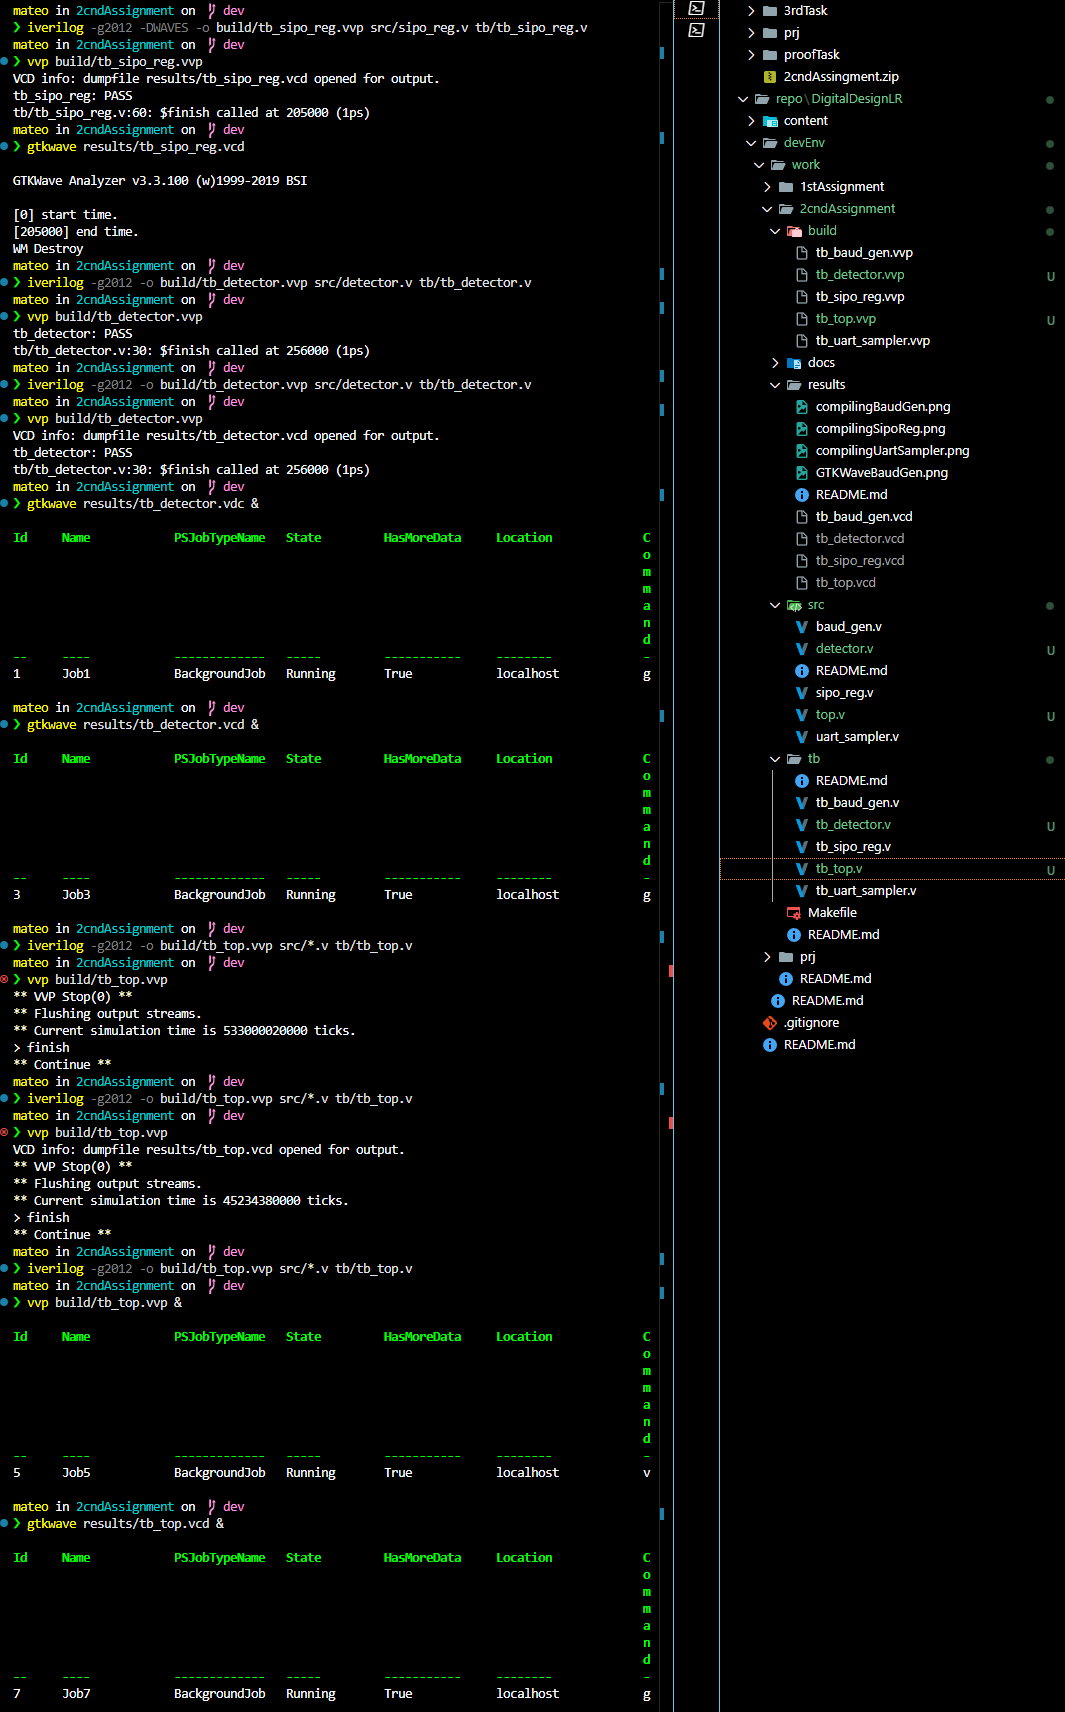 mateo in 2cndAssignment on dev
❯ iverilog -g2012 -DWAVES -o build/tb_sipo_reg.vvp src/sipo_reg.v tb/tb_sipo_reg.v
mateo in 2cndAssignment on dev
❯ vvp build/tb_sipo_reg.vvp
VCD info: dumpfile results/tb_sipo_reg.vcd opened for output.
tb_sipo_reg: PASS
tb/tb_sipo_reg.v:60: $finish called at 205000 (1ps)
mateo in 2cndAssignment on dev
❯ gtkwave results/tb_sipo_reg.vcd
GTKWave Analyzer v3.3.100 (w)1999-2019 BSI
[0] start time.
[205000] end time.
WM Destroy
mateo in 2cndAssignment on dev
❯ iverilog -g2012 -o build/tb_detector.vvp src/detector.v tb/tb_detector.v
mateo in 2cndAssignment on dev
❯ vvp build/tb_detector.vvp
tb_detector: PASS
tb/tb_detector.v:30: $finish called at 256000 (1ps)
mateo in 2cndAssignment on dev
❯ iverilog -g2012 -o build/tb_detector.vvp src/detector.v tb/tb_detector.v
mateo in 2cndAssignment on dev
❯ vvp build/tb_detector.vvp
VCD info: dumpfile results/tb_detector.vcd opened for output.
tb_detector: PASS
tb/tb_detector.v:30: $finish called at 256000 (1ps)
mateo in 2cndAssignment on dev
❯ gtkwave results/tb_detector.vdc &
Id Name PSJobTypeName State HasMoreData Location C
o
m
m
a
n
d
-- ---- ------------- ----- ----------- -------- -
1 Job1 BackgroundJob Running True localhost g
mateo in 2cndAssignment on dev
❯ gtkwave results/tb_detector.vcd &
Id Name PSJobTypeName State HasMoreData Location C
o
m
m
a
n
d
-- ---- ------------- ----- ----------- -------- -
3 Job3 BackgroundJob Running True localhost g
mateo in 2cndAssignment on dev
❯ iverilog -g2012 -o build/tb_top.vvp src/*.v tb/tb_top.v
mateo in 2cndAssignment on dev
❯ vvp build/tb_top.vvp
** VVP Stop(0) **
** Flushing output streams.
** Current simulation time is 533000020000 ticks.
> finish
** Continue **
mateo in 2cndAssignment on dev
❯ iverilog -g2012 -o build/tb_top.vvp src/*.v tb/tb_top.v
mateo in 2cndAssignment on dev
❯ vvp build/tb_top.vvp
VCD info: dumpfile results/tb_top.vcd opened for output.
** VVP Stop(0) **
** Flushing output streams.
** Current simulation time is 45234380000 ticks.
> finish
** Continue **
mateo in 2cndAssignment on dev
❯ iverilog -g2012 -o build/tb_top.vvp src/*.v tb/tb_top.v
mateo in 2cndAssignment on dev
❯ vvp build/tb_top.vvp &
Id Name PSJobTypeName State HasMoreData Location C
o
m
m
a
n
d
-- ---- ------------- ----- ----------- -------- -
5 Job5 BackgroundJob Running True localhost v
mateo in 2cndAssignment on dev
❯ gtkwave results/tb_top.vcd &
Id Name PSJobTypeName State HasMoreData Location C
o
m
m
a
n
d
-- ---- ------------- ----- ----------- -------- -
7 Job7 BackgroundJob Running True localhost g
3rdTask
prj
proofTask
2cndAssingment.zip
repo\DigitalDesignLR
content
devEnv
work
1stAssignment
2cndAssignment
build
tb_baud_gen.vvp
tb_detector.vvp U
tb_sipo_reg.vvp
tb_top.vvp U
tb_uart_sampler.vvp
docs
results
compilingBaudGen.png
compilingSipoReg.png
compilingUartSampler.png
GTKWaveBaudGen.png
README.md
tb_baud_gen.vcd
tb_detector.vcd
tb_sipo_reg.vcd
tb_top.vcd
src
baud_gen.v
detector.v U
README.md
sipo_reg.v
top.v U
uart_sampler.v
tb
README.md
tb_baud_gen.v
tb_detector.v U
tb_sipo_reg.v
tb_top.v U
tb_uart_sampler.v
Makefile
README.md
prj
README.md
README.md
.gitignore
README.md